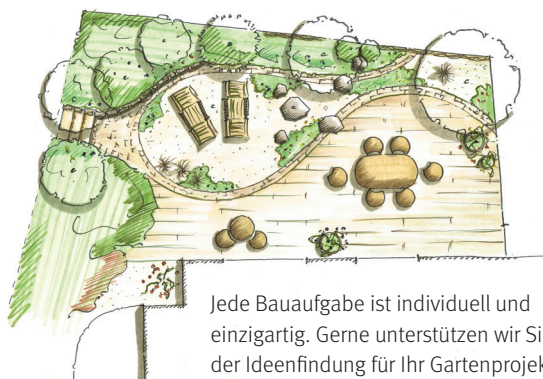 Jede Bauaufgabe ist individuell und
einzigartig. Gerne unterstützen wir Si
der Ideenfindung für Ihr Gartenprojek